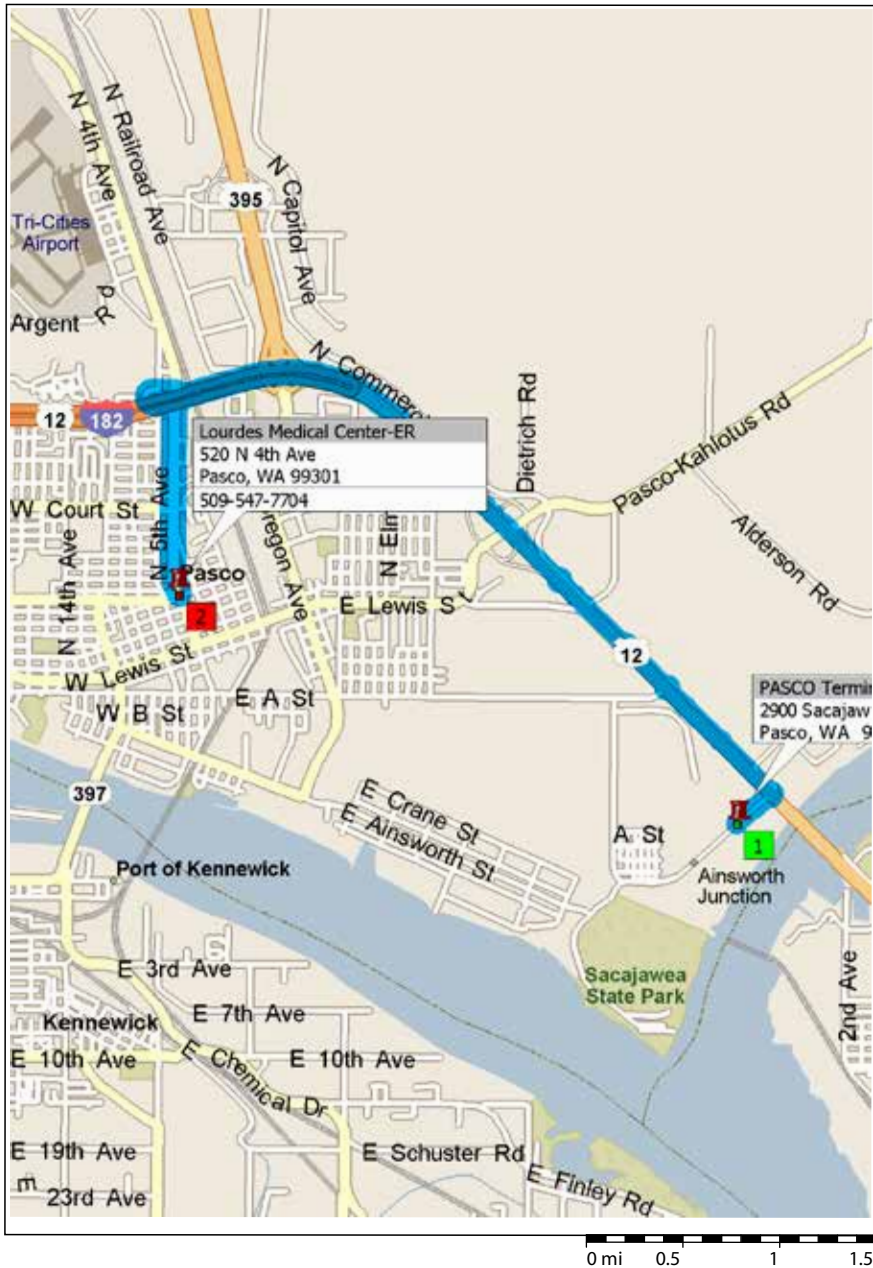 N 4th Ave
N Railroad Ave
395
N Capitol Ave
Tri-Cities
Airport
Argent Rd
N Commerci
12
182
Lourdes Medical Center-ER
520 N 4th Ave
Pasco, WA 99301
509-547-7704
Dietrich Rd
Pasco-Kahlotus Rd
Alderson Rd
W Court St
N 5th Ave
N 14th Ave
Pasco
regon Ave
N Elm
E Lewis St
2
W Lewis St
12
E A St
W B St
PASCO Termin
2900 Sacajaw
Pasco, WA 9
397
E Crane St
E Ainsworth St
A St
1
Ainsworth
Junction
Port of Kennewick
E 3rd Ave
Sacajawea
State Park
2nd Ave
Kennewick
E 7th Ave
E 10th Ave
E 10th Ave
E Chemical Dr
E 19th Ave
E Schuster Rd
E 23rd Ave
E Finley Rd
0 mi 0.5 1 1.5